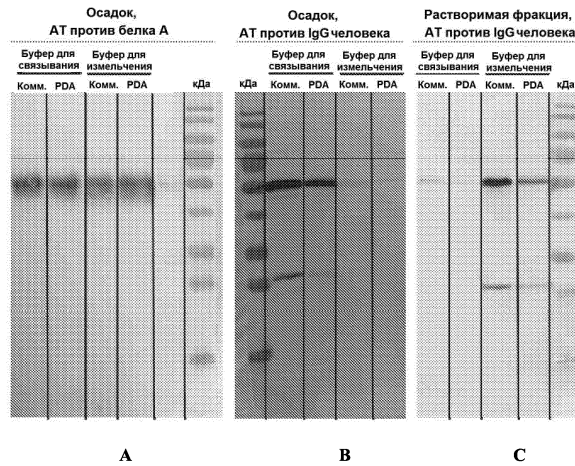 Осадок,
АТ против белка А
Буфер для связывания
Буфер для измельчения
Комм. PDA Комм. PDA кДа
Осадок,
АТ против IgG человека
Буфер для связывания
Буфер для измельчения
кДа Комм. PDA Комм. PDA
Растворимая фракция,
АТ против IgG человека
Буфер для связывания
Буфер для измельчения
Комм. PDA Комм. PDA кДа
A
B
C